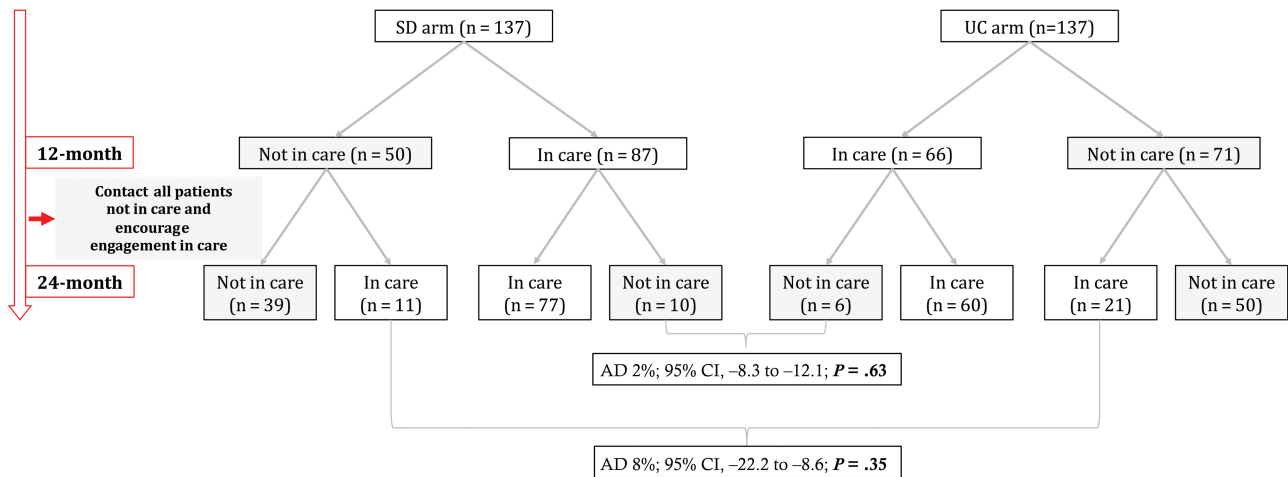 SD arm (n = 137)
UC arm (n=137)
12-month
Not in care (n = 50)
In care (n = 87)
In care (n = 66)
Not in care (n = 71)
Contact all patients
not in care and
encourage
engagement in care
24-month
Not in care
(n = 39)
In care
(n = 11)
In care
(n = 77)
Not in care
(n = 10)
Not in care
(n = 6)
In care
(n = 60)
In care
(n = 21)
Not in care
(n = 50)
AD 2%; 95% CI, –8.3 to –12.1; P = .63
AD 8%; 95% CI, –22.2 to –8.6; P = .35